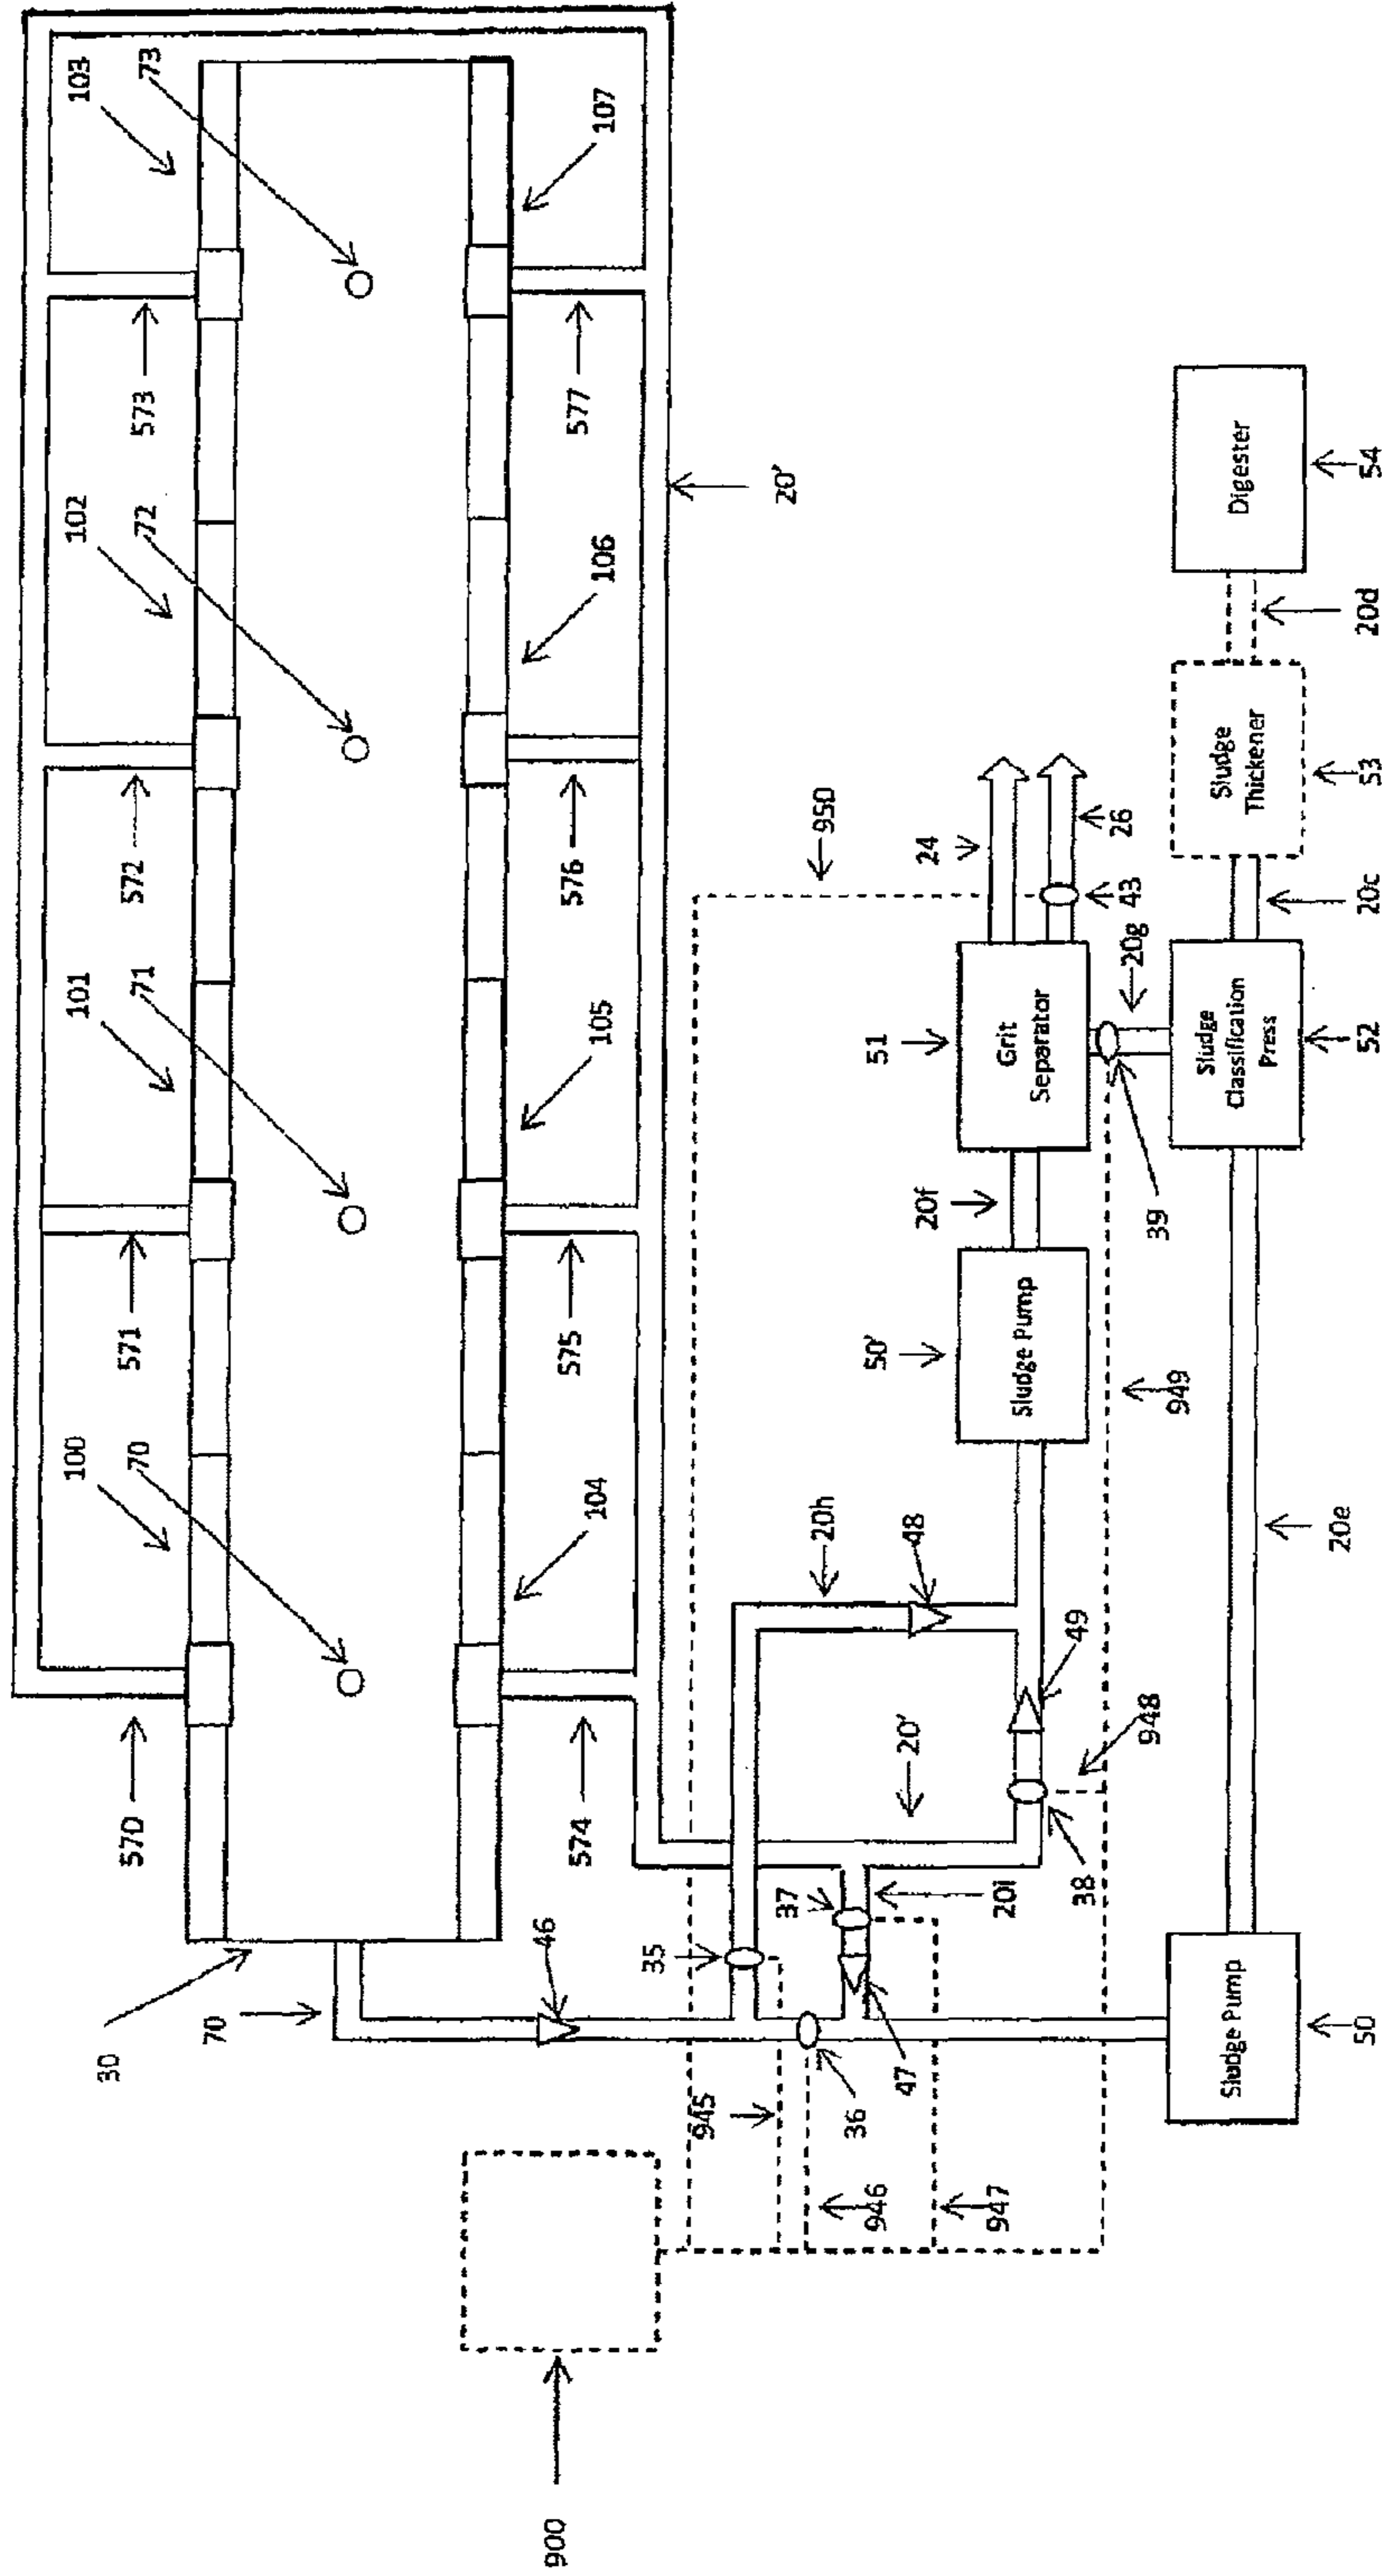 103
73
573
107
577
102
72
572
106
576
20'
101
71
571
105
575
100
70
570
104
574
30
70
46
900
945
946
947
35
36
37
47
20i
20'
38
948
49
48
20h
50'
Sludge Pump
20f
51
Grit
Separator
24
26
43
950
20g
39
949
50
Sludge Pump
20e
52
Sludge
Classification
Press
20c
53
Sludge
Thickener
20d
54
Digester